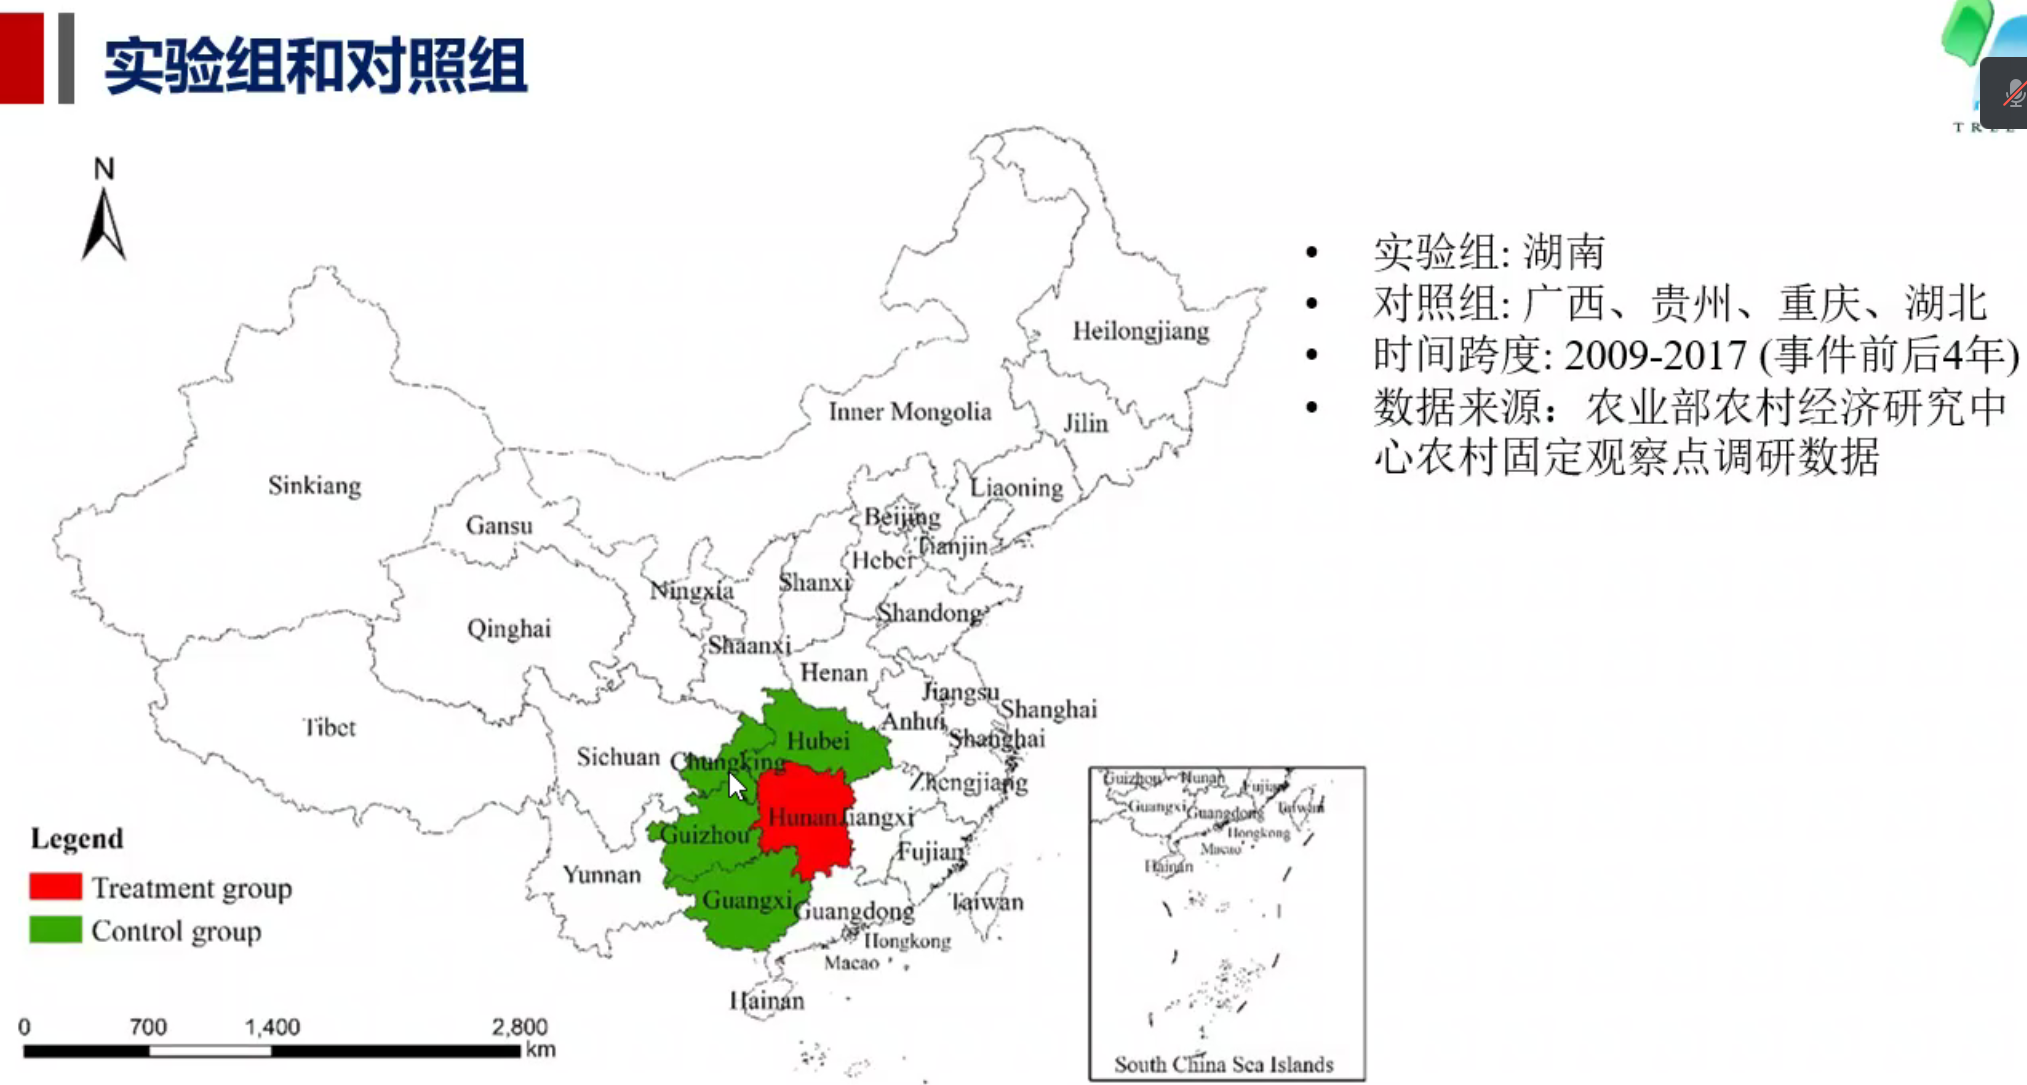 实验组和对照组
TREE
N
• 实验组: 湖南
• 对照组: 广西、贵州、重庆、湖北
• 时间跨度: 2009-2017 (事件前后4年)
• 数据来源：农业部农村经济研究中
心农村固定观察点调研数据
Heilongjiang
Inner Mongolia
Jilin
Sinkiang
Liaoning
Gansu
Beijing
Tianjin
Hebei
Ningxia
Shanxi
Shandong
Qinghai
Shaanxi
Henan
Jiangsu
Shanghai
Tibet
Anhui
Shanghai
Hubei
Sichuan
Chungking
Zhengjiang
Hunan
Jiangxi
Guizhou
Fujian
Yunnan
Guangxi
Guangdong
Taiwan
Hongkong
Macao
Hainan
Legend
Treatment group
Control group
0 700 1,400 2,800
km
Guizhou
Hunan
Fujian
Guangxi
Guangdong
Taiwan
Hongkong
Macao
Hainan
South China Sea Islands